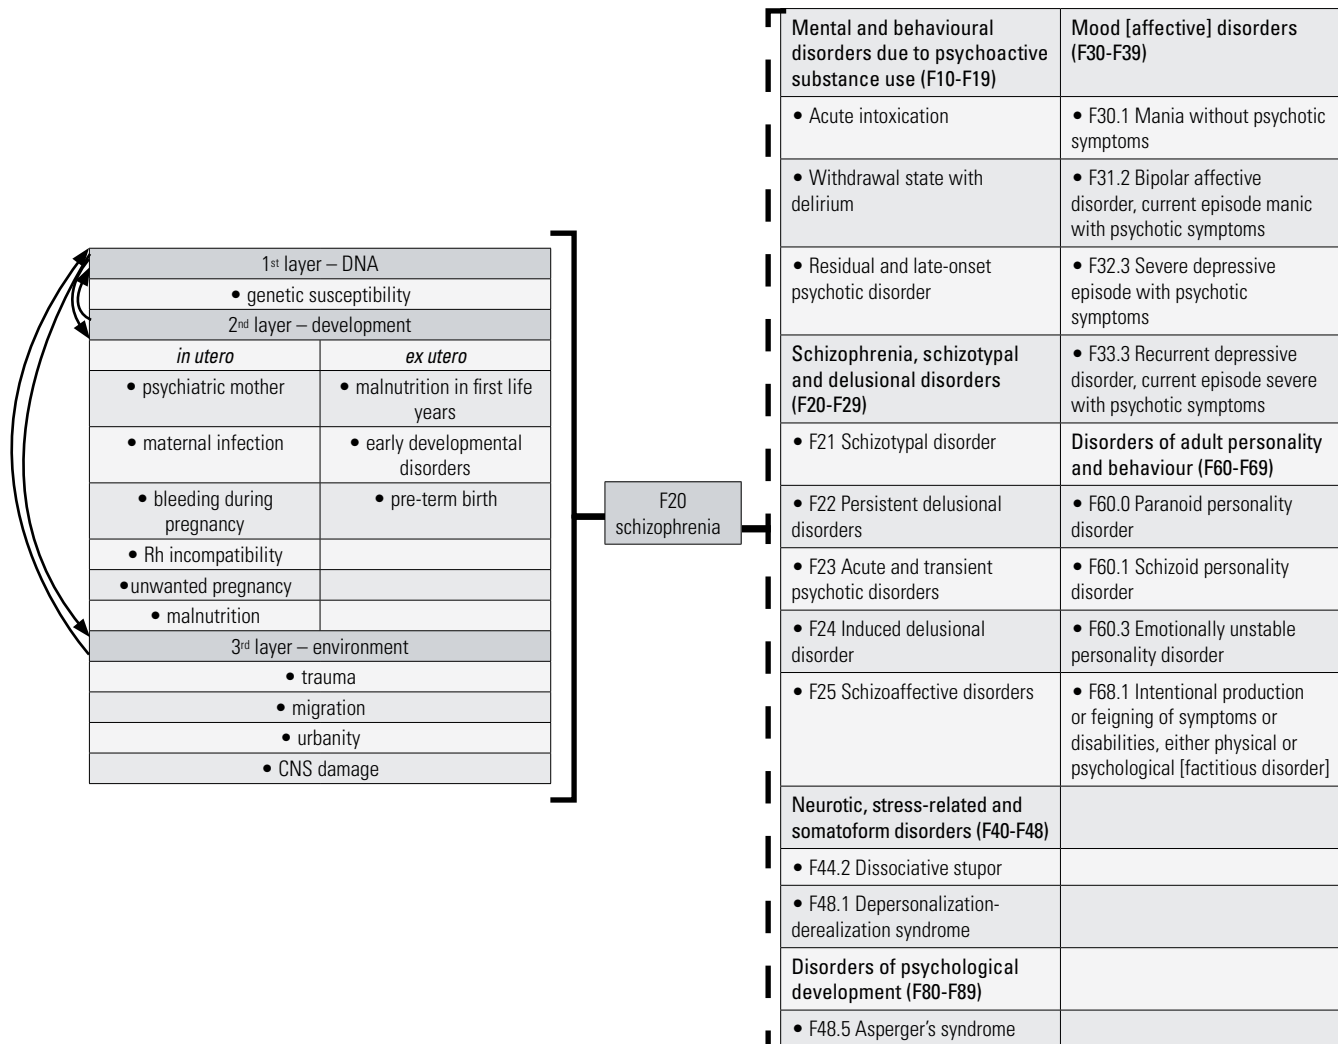 1st layer – DNA
• genetic susceptibility
2nd layer – development
in utero
ex utero
• psychiatric mother
• malnutrition in first life
years
• maternal infection
• early developmental
disorders
• bleeding during
pregnancy
• pre-term birth
• Rh incompatibility
•unwanted pregnancy
• malnutrition
3rd layer – environment
• trauma
• migration
• urbanity
• CNS damage
F20
schizophrenia
Mental and behavioural
disorders due to psychoactive
substance use (F10-F19)
• Acute intoxication
• Withdrawal state with
delirium
• Residual and late-onset
psychotic disorder
Schizophrenia, schizotypal
and delusional disorders
(F20-F29)
• F21 Schizotypal disorder
• F22 Persistent delusional
disorders
• F23 Acute and transient
psychotic disorders
• F24 Induced delusional
disorder
• F25 Schizoaffective disorders
Neurotic, stress-related and
somatoform disorders (F40-F48)
• F44.2 Dissociative stupor
• F48.1 Depersonalization-
derealization syndrome
Disorders of psychological
development (F80-F89)
• F48.5 Asperger's syndrome
Mood [affective] disorders
(F30-F39)
• F30.1 Mania without psychotic
symptoms
• F31.2 Bipolar affective
disorder, current episode manic
with psychotic symptoms
• F32.3 Severe depressive
episode with psychotic
symptoms
• F33.3 Recurrent depressive
disorder, current episode severe
with psychotic symptoms
Disorders of adult personality
and behaviour (F60-F69)
• F60.0 Paranoid personality
disorder
• F60.1 Schizoid personality
disorder
• F60.3 Emotionally unstable
personality disorder
• F68.1 Intentional production
or feigning of symptoms or
disabilities, either physical or
psychological [factitious disorder]